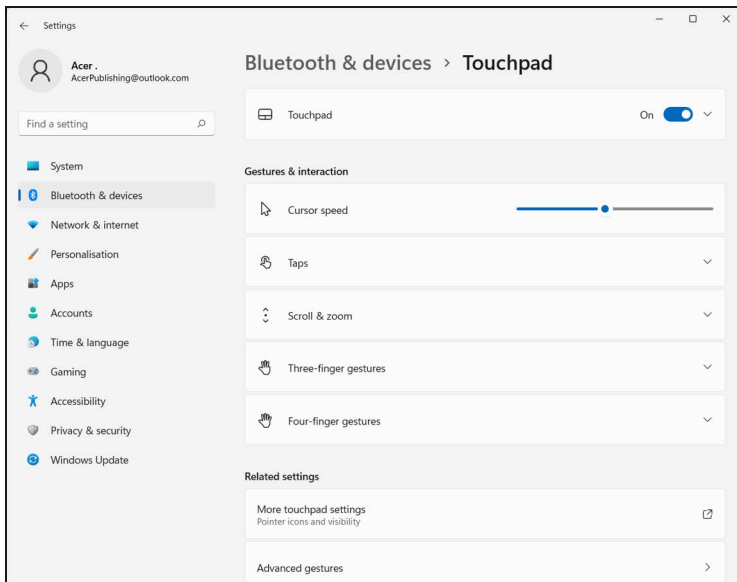 Settings
Acer .
AcerPublishing@outlook.com
Find a setting
System
Bluetooth & devices
Network & internet
Personalisation
Apps
Accounts
Time & language
Gaming
Accessibility
Privacy & security
Windows Update
Bluetooth & devices > Touchpad
Touchpad
On
Gestures & interaction
Cursor speed
Taps
Scroll & zoom
Three-finger gestures
Four-finger gestures
Related settings
More touchpad settings
Pointer icons and visibility
Advanced gestures